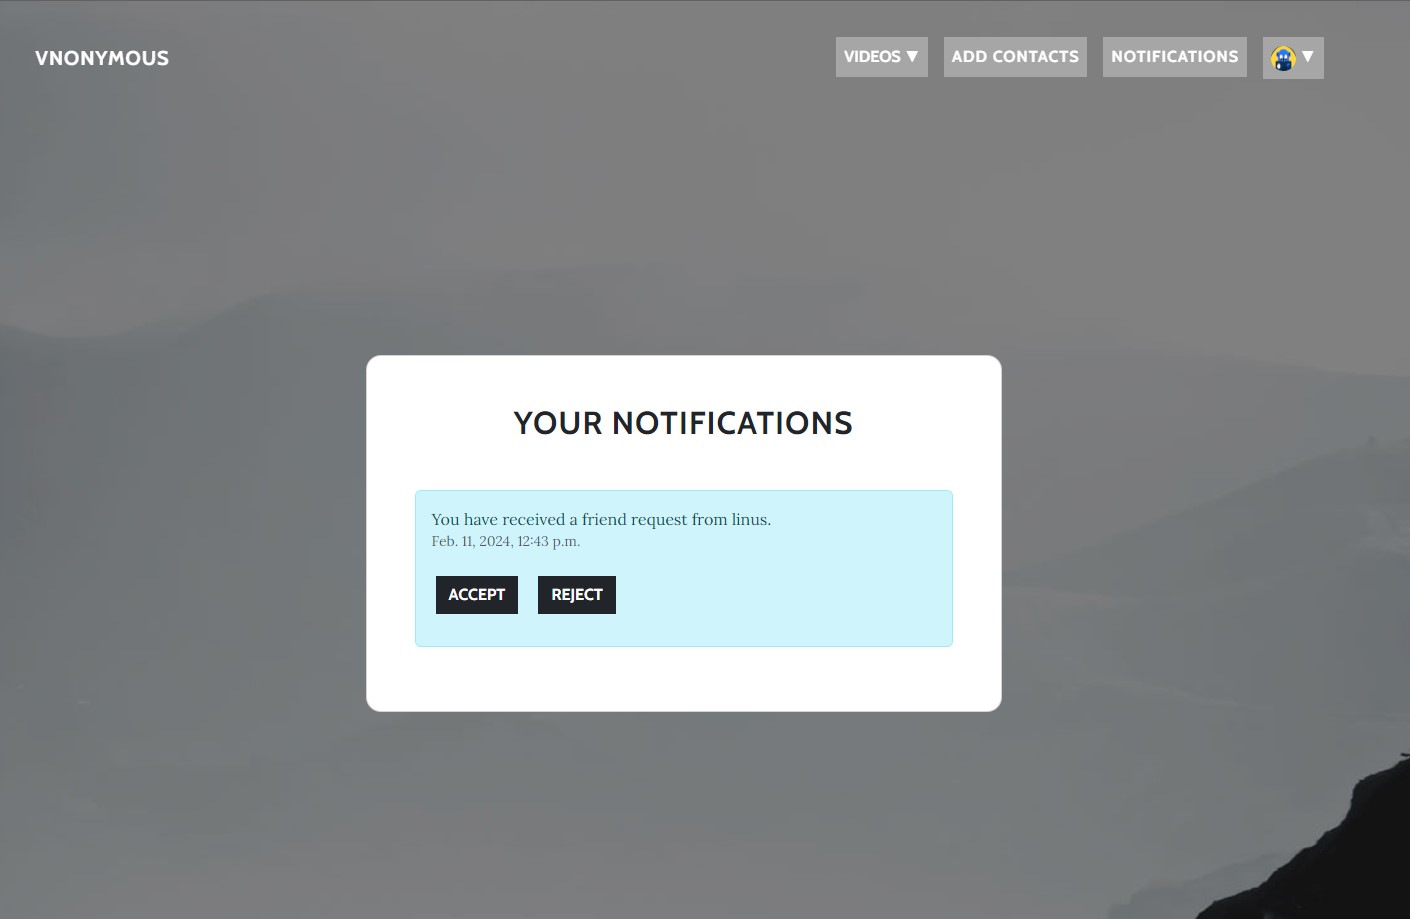 VNONYMOUS
VIDEOS ▼
ADD CONTACTS
NOTIFICATIONS
▼
YOUR NOTIFICATIONS
You have received a friend request from linus.
Feb. 11, 2024, 12:43 p.m.
ACCEPT
REJECT